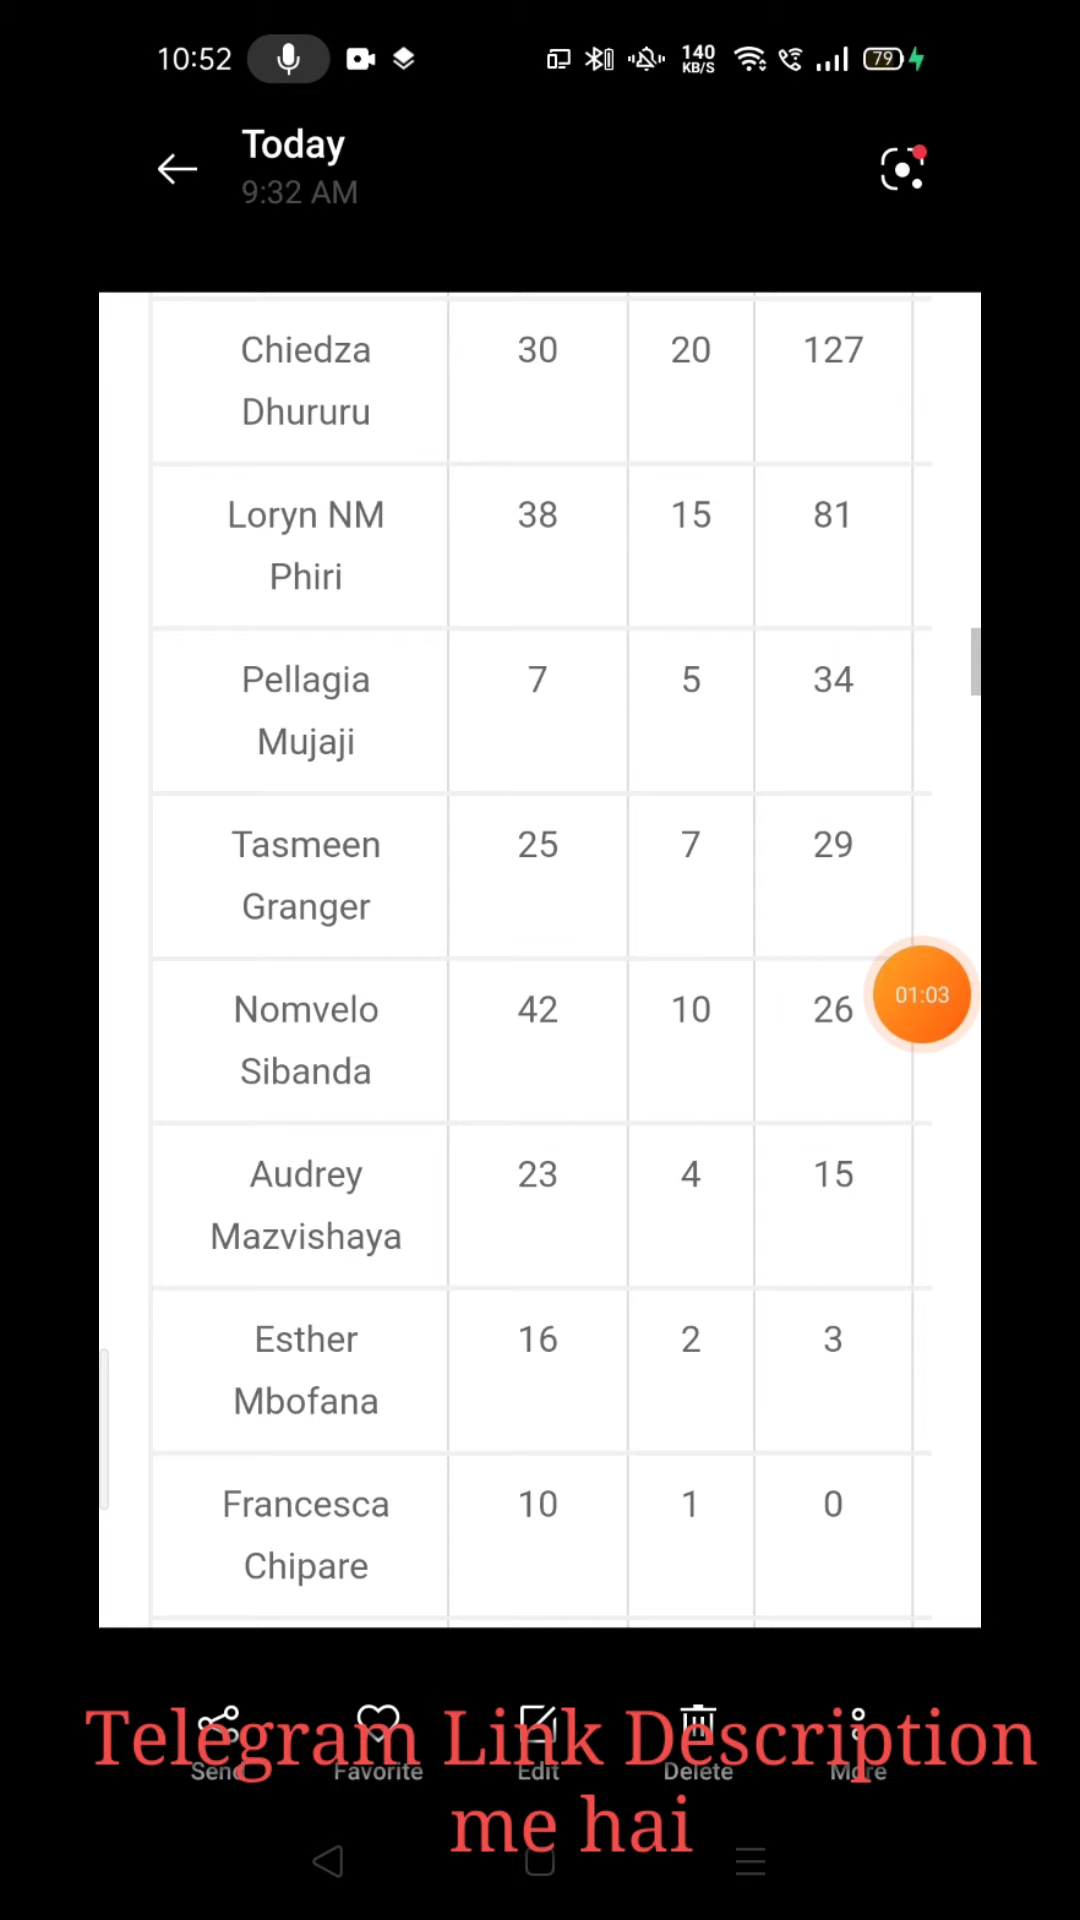 10:52 140 KB/S 79
Today
9:32 AM
Chiedza Dhururu 30 20 127
Loryn NM Phiri 38 15 81
Pellagia Mujaji 7 5 34
Tasmeen Granger 25 7 29
Nomvelo Sibanda 42 10 26
01:03
Audrey Mazvishaya 23 4 15
Esther Mbofana 16 2 3
Francesca Chipare 10 1 0
Telegram Link Description
Send Favorite Edit Delete More
me hai